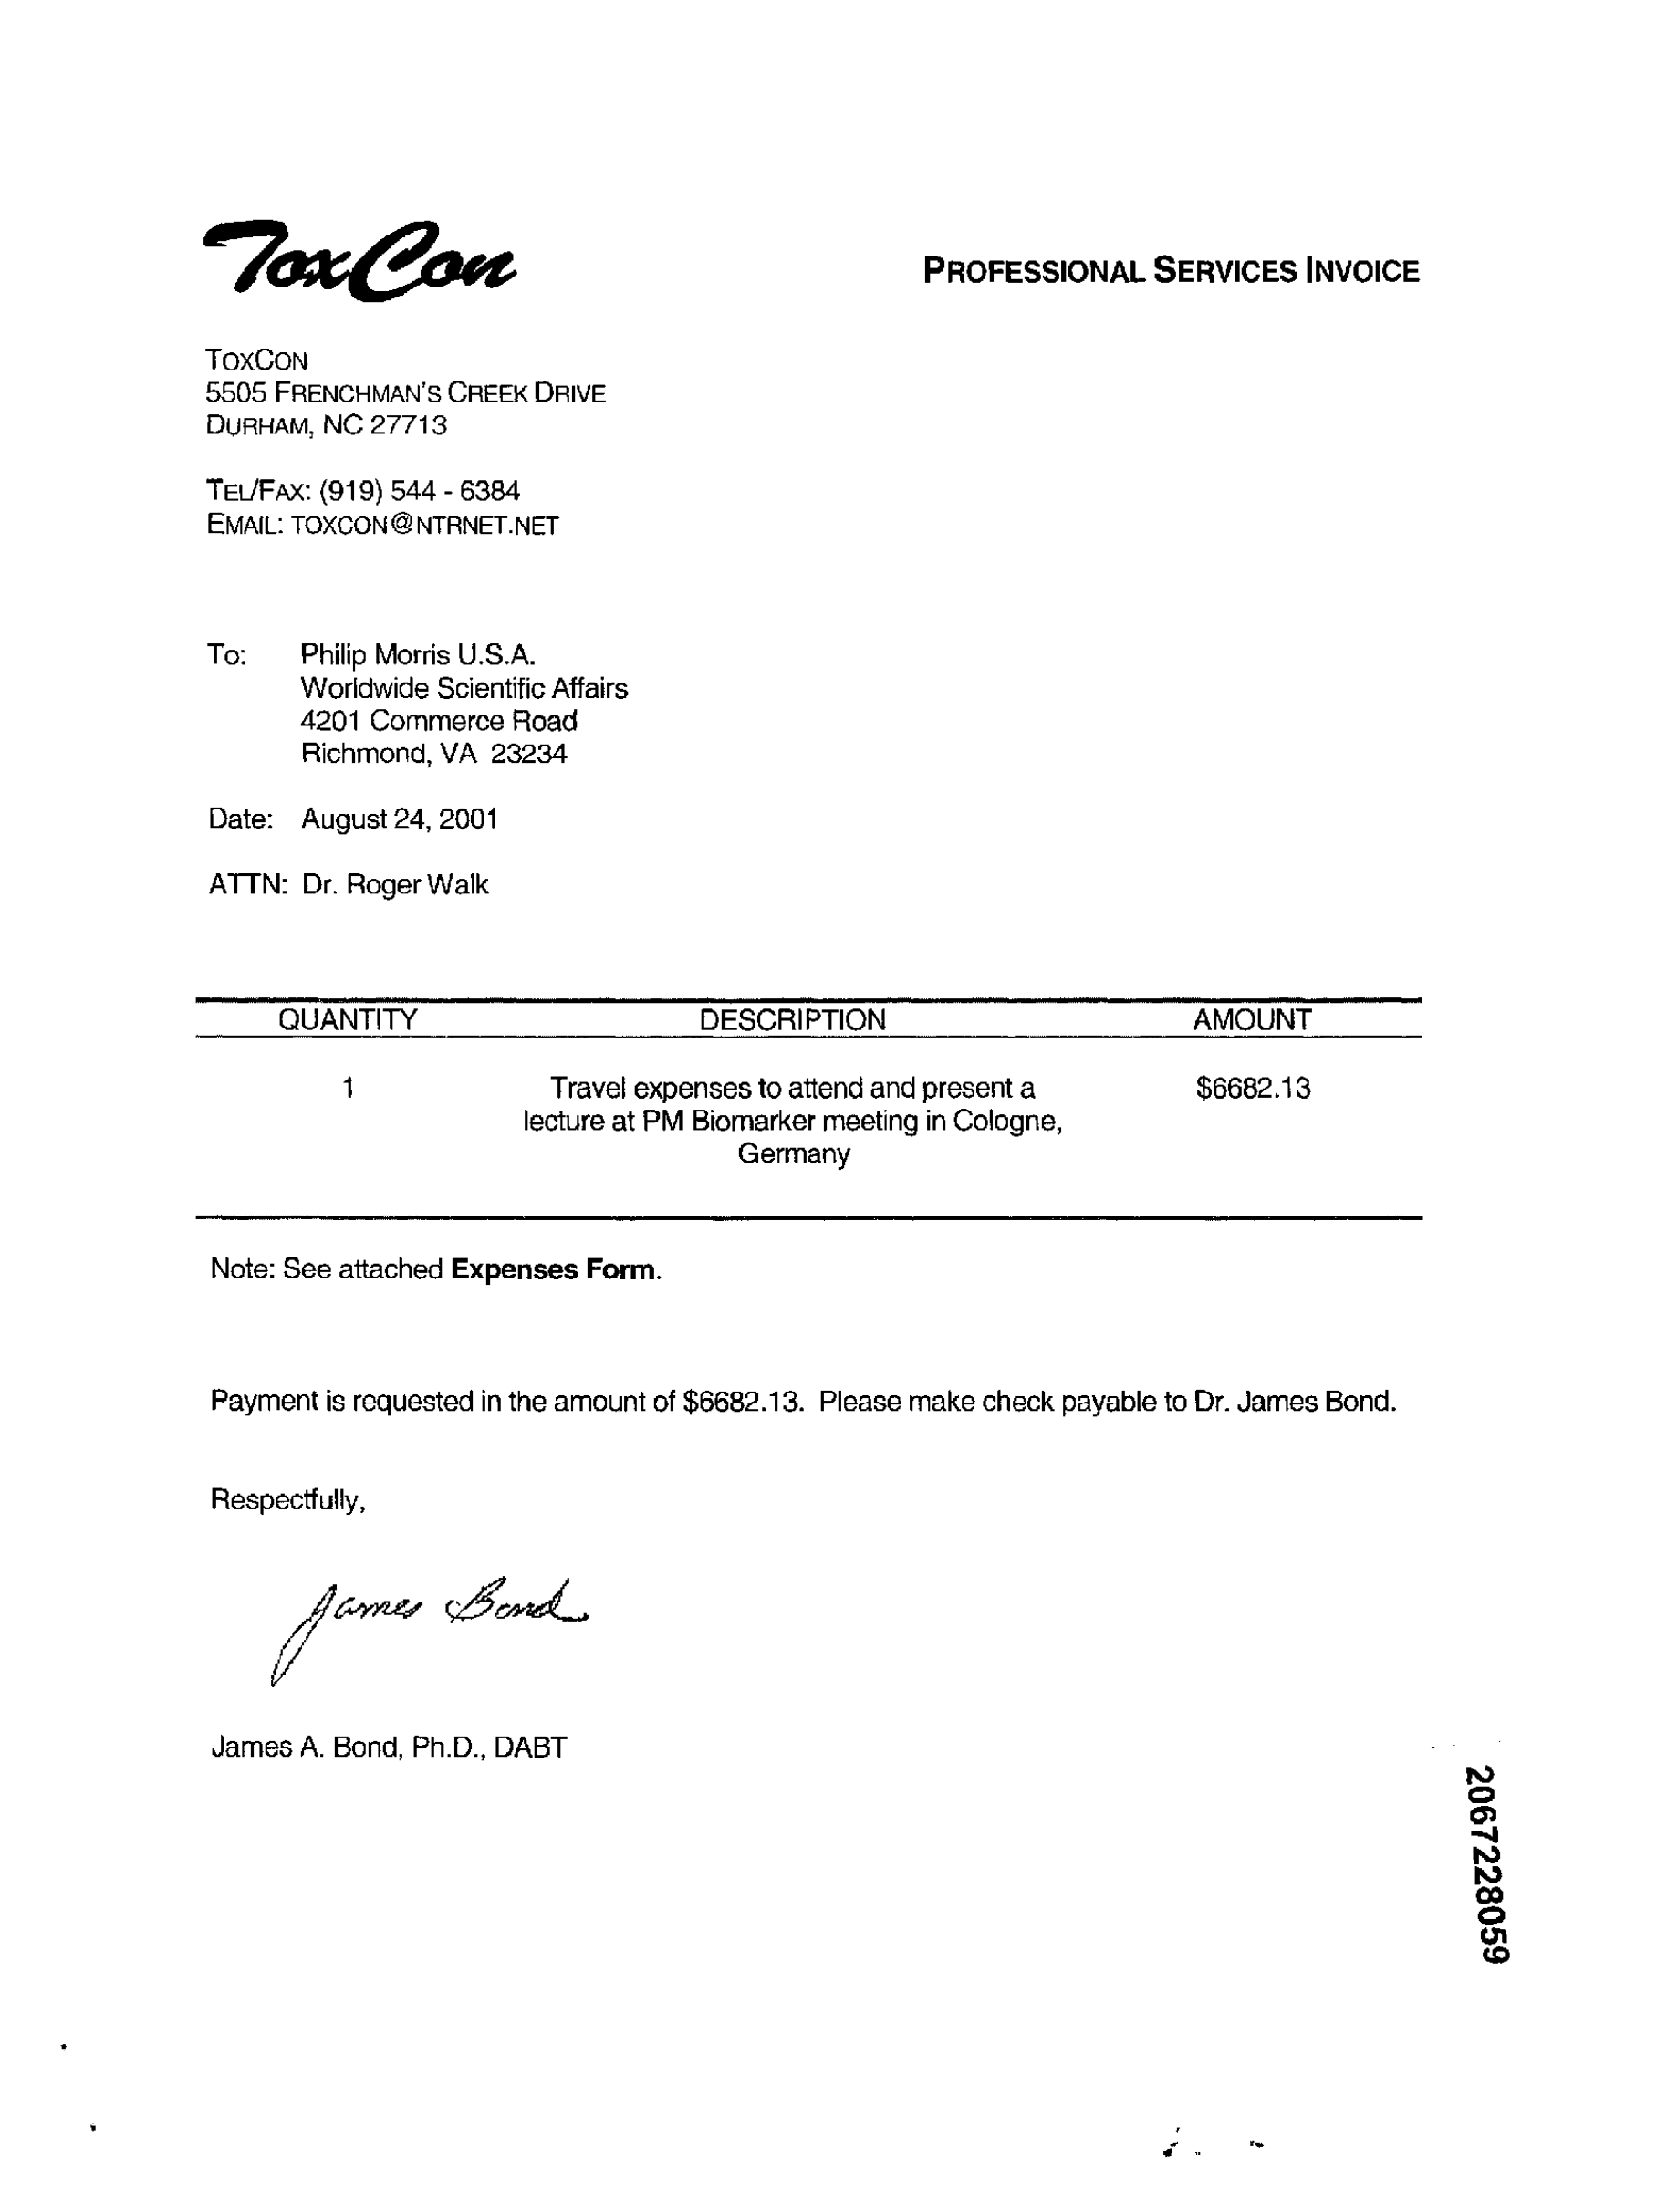 ToxCon
PROFESSIONAL SERVICES INVOICE
TOXCON
5505 FRENCHMAN'S CREEK DRIVE
DURHAM, NC 27713
TEL/FAX: (919) 544 - 6384
EMAIL: TOXCON@NTRNET.NET
To: Philip Morris U.S.A.
Worldwide Scientific Affairs
4201 Commerce Road
Richmond, VA 23234
Date: August 24, 2001
ATTN: Dr. Roger Walk
QUANTITY DESCRIPTION AMOUNT
1 Travel expenses to attend and present a $6682.13
lecture at PM Biomarker meeting in Cologne,
Germany
Note: See attached Expenses Form.
Payment is requested in the amount of $6682.13. Please make check payable to Dr. James Bond.
Respectfully,
James Bond
James A. Bond, Ph.D., DABT
2067228059